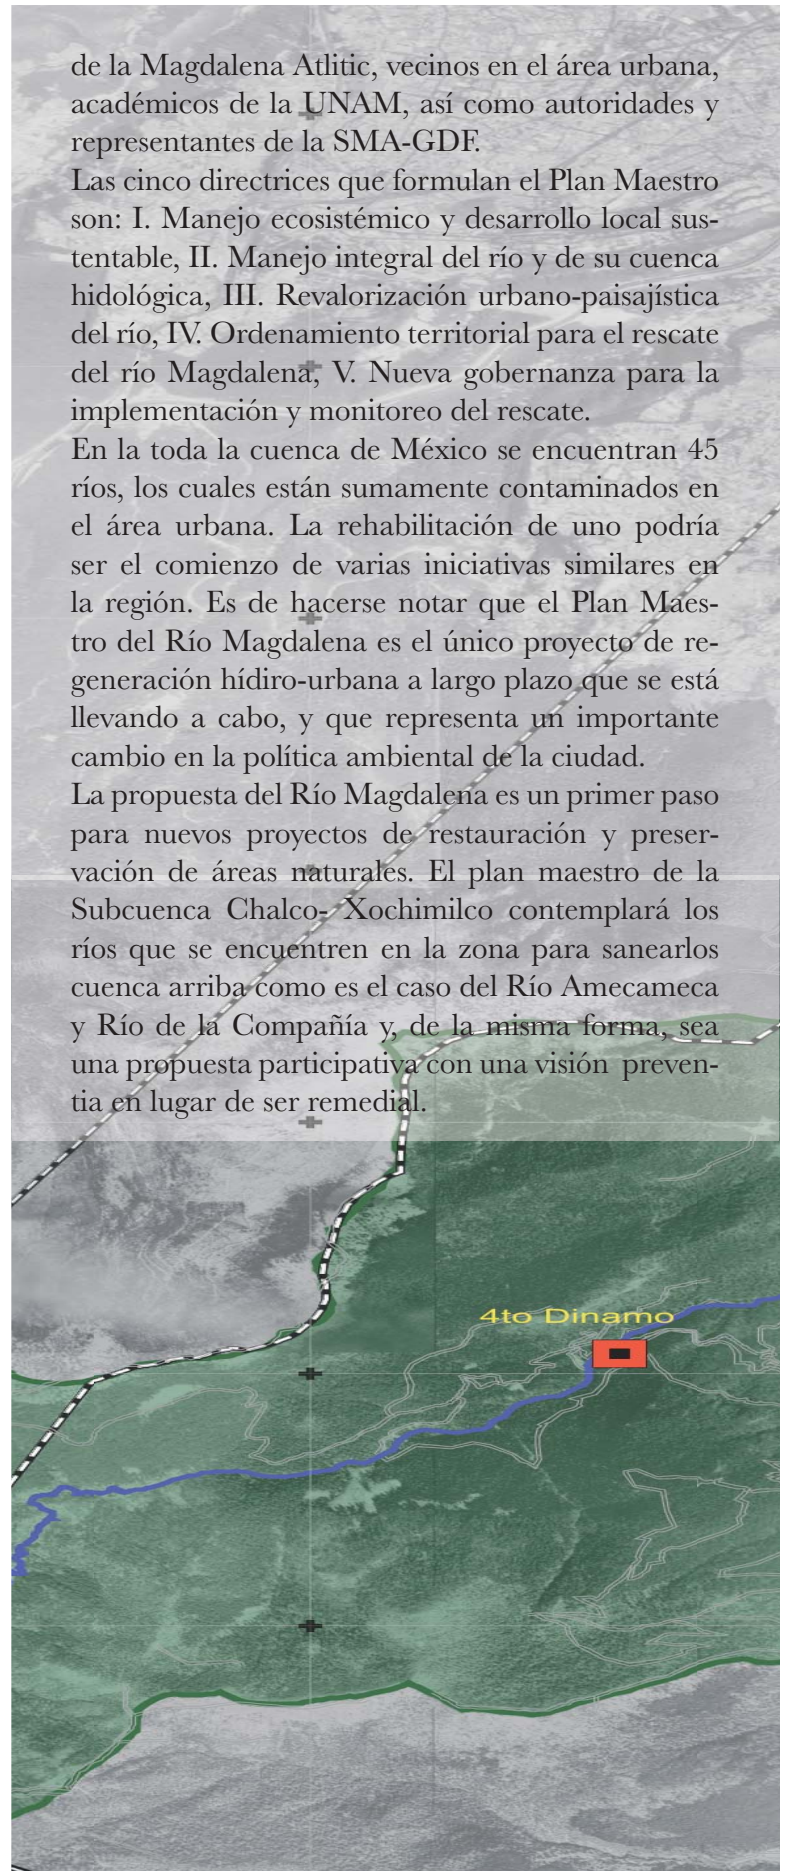 de la Magdalena Atlitic, vecinos en el área urbana,
académicos de la UNAM, así como autoridades y
representantes de la SMA-GDF.
Las cinco directrices que formulan el Plan Maestro
son: I. Manejo ecosistémico y desarrollo local sus-
tentable, II. Manejo integral del río y de su cuenca
hidológica, III. Revalorización urbano-paisajística
del río, IV. Ordenamiento territorial para el rescate
del río Magdalena, V. Nueva gobernanza para la
implementación y monitoreo del rescate.
En la toda la cuenca de México se encuentran 45
ríos, los cuales están sumamente contaminados en
el área urbana. La rehabilitación de uno podría
ser el comienzo de varias iniciativas similares en
la región. Es de hacerse notar que el Plan Maes-
tro del Río Magdalena es el único proyecto de re-
generación hídiro-urbana a largo plazo que se está
llevando a cabo, y que representa un importante
cambio en la política ambiental de la ciudad.
La propuesta del Río Magdalena es un primer paso
para nuevos proyectos de restauración y preser-
vación de áreas naturales. El plan maestro de la
Subcuenca Chalco- Xochimilco contemplará los
ríos que se encuentren en la zona para sanearlos
cuenca arriba como es el caso del Río Amecameca
y Río de la Compañía y, de la misma forma, sea
una propuesta participativa con una visión preven-
tia en lugar de ser remedial.
4to Dinamo